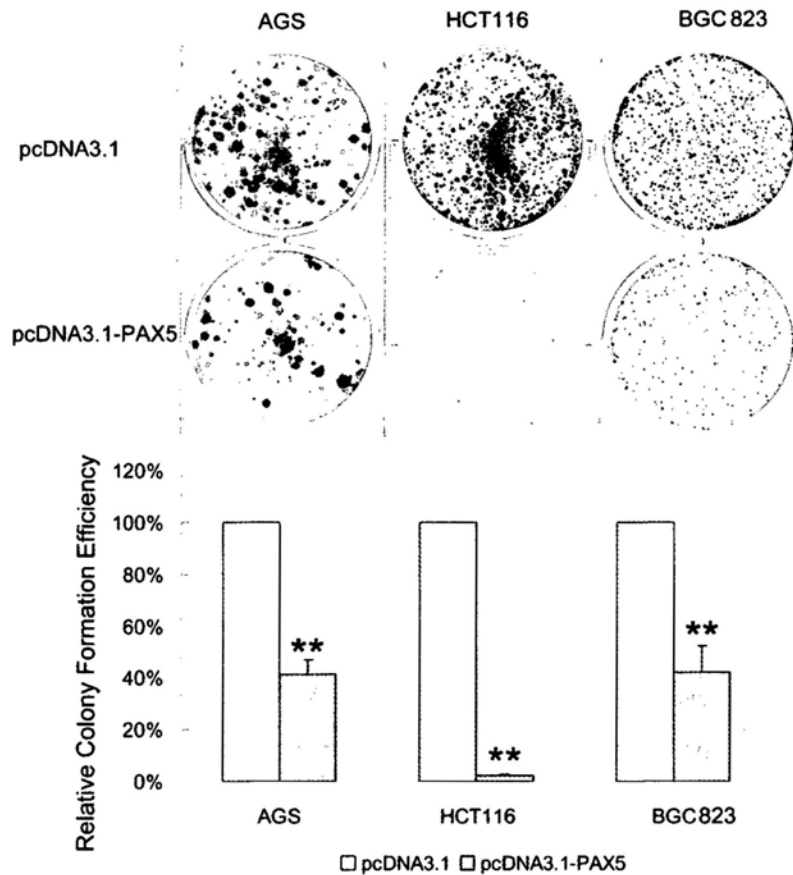 AGS HCT116 BGC823
pcDNA3.1
pcDNA3.1-PAX5
Relative Colony Formation Efficiency
120%
100%
80%
60%
40%
20%
0%
** ** **
AGS HCT116 BGC823
pcDNA3.1 pcDNA3.1-PAX5